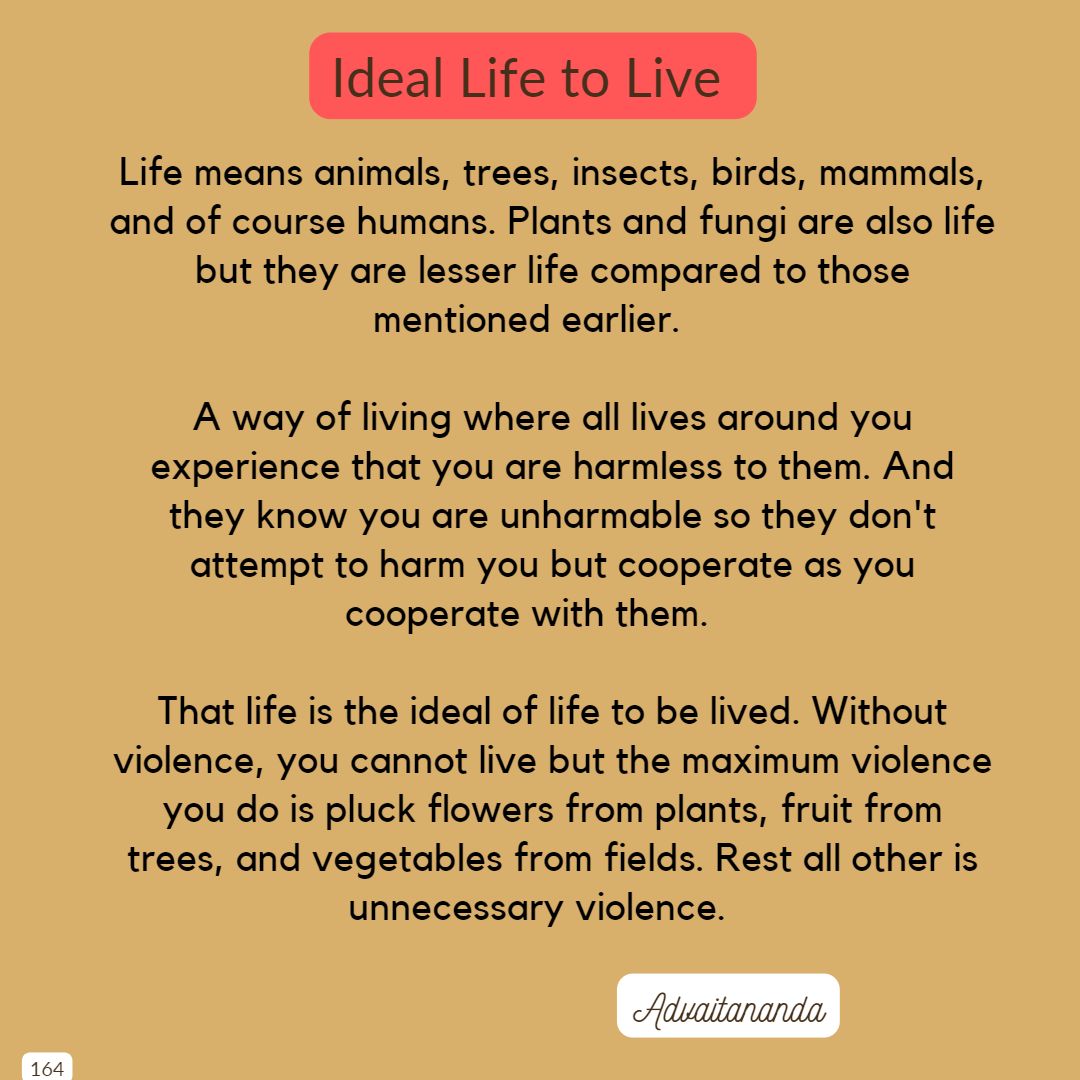 Ideal Life to Live
Life means animals, trees, insects, birds, mammals,
and of course humans. Plants and fungi are also life
but they are lesser life compared to those
mentioned earlier.
A way of living where all lives around you
experience that you are harmless to them. And
they know you are unharmable so they don't
attempt to harm you but cooperate as you
cooperate with them.
That life is the ideal of life to be lived. Without
violence, you cannot live but the maximum violence
you do is pluck flowers from plants, fruit from
trees, and vegetables from fields. Rest all other is
unnecessary violence.
Advaitananda
164